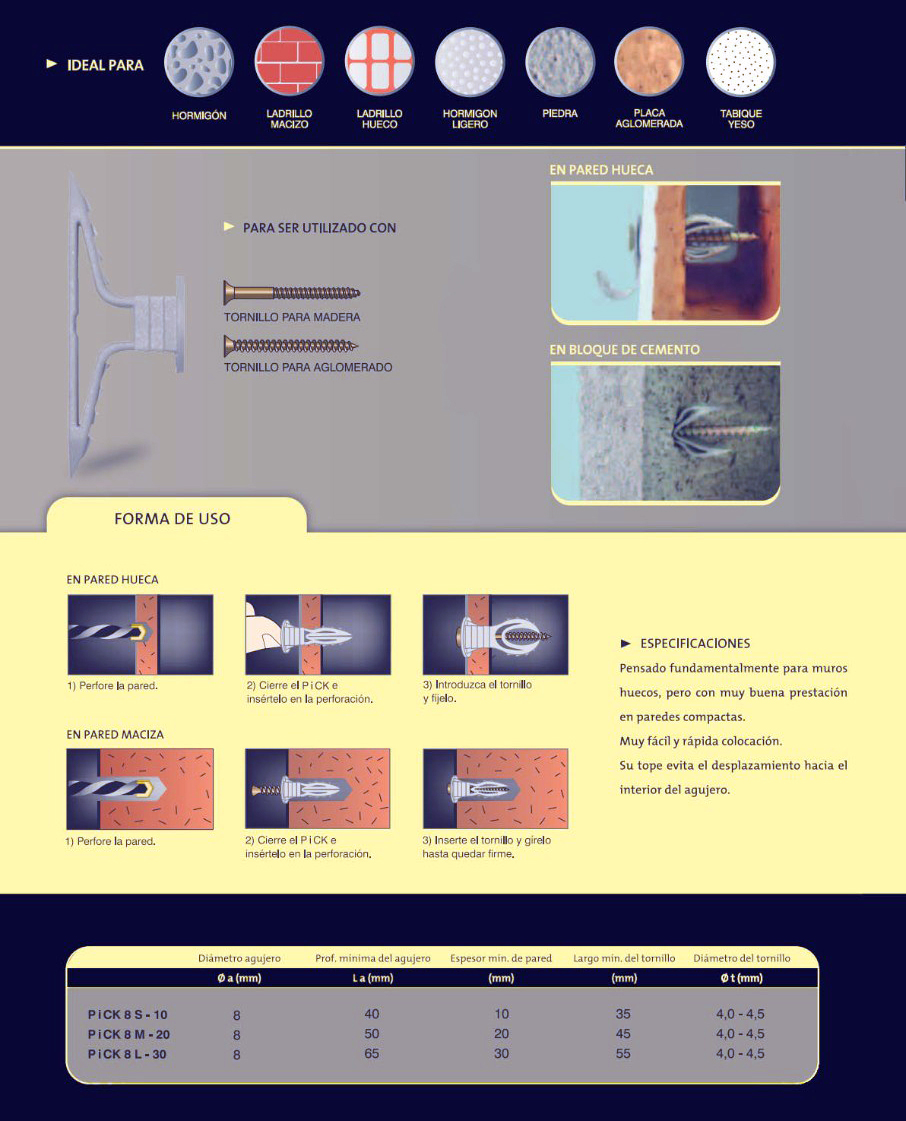 IDEAL PARA
HORMIGÓN
LADRILLO
MACIZO
LADRILLO
HUECO
HORMIGON
LIGERO
PIEDRA
PLACA
AGLOMERADA
TABIQUE
YESO
EN PARED HUECA
PARA SER UTILIZADO CON
TORNILLO PARA MADERA
TORNILLO PARA AGLOMERADO
EN BLOQUE DE CEMENTO
FORMA DE USO
EN PARED HUECA
1) Perfore la pared.
2) Cierre el PiCK e
insértelo en la perforación.
3) Introduzca el tornillo
y fíjelo.
EN PARED MACIZA
1) Perfore la pared.
2) Cierre el PiCK e
insértelo en la perforación.
3) Inserte el tornillo y gírelo
hasta quedar firme.
ESPECIFICACIONES
Pensado fundamentalmente para muros
huecos, pero con muy buena prestación
en paredes compactas.
Muy fácil y rápida colocación.
Su tope evita el desplazamiento hacia el
interior del agujero.
Diámetro agujero Prof. mínima del agujero Espesor min. de pared Largo min. del tornillo Diámetro del tornillo
Ø a (mm) L a (mm) (mm) (mm) Ø t (mm)
PiCK 8 S - 10 8 40 10 35 4,0 - 4,5
PiCK 8 M - 20 8 50 20 45 4,0 - 4,5
PiCK 8 L - 30 8 65 30 55 4,0 - 4,5